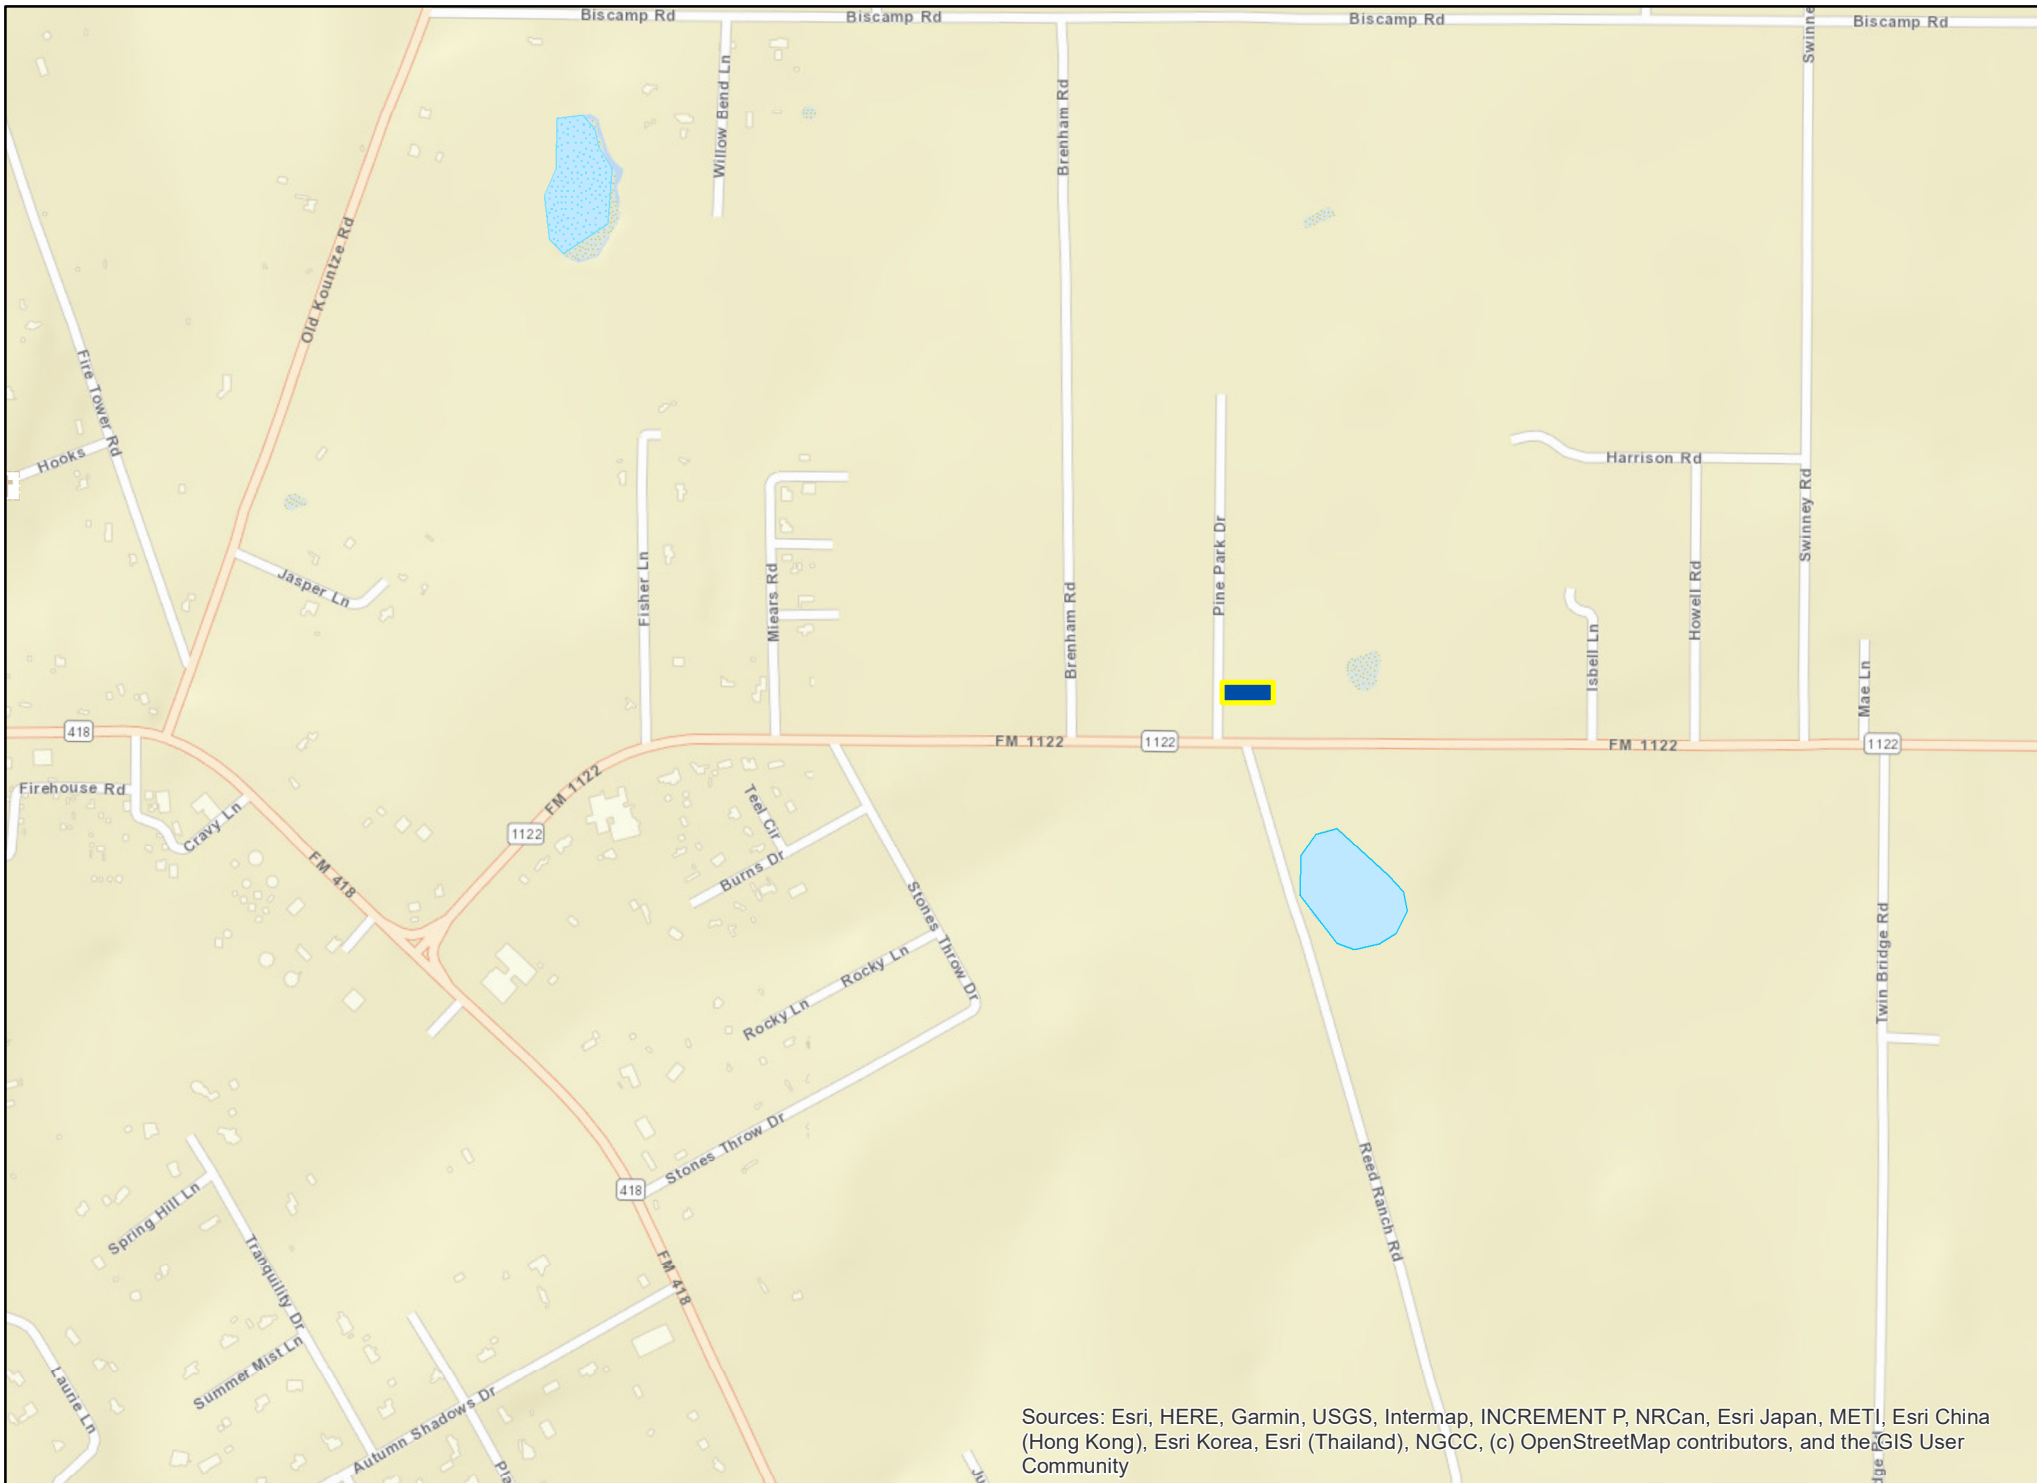 Biscamp Rd
Biscamp Rd
Biscamp Rd
Biscamp Rd
Willow Bend Ln
Brenham Rd
Old Kountze Rd
Fire Tower Rd
Hooks
Jasper Ln
Fisher Ln
Miears Rd
Brenham Rd
Pine Park Dr
Harrison Rd
Swinney Rd
Howell Rd
Isbell Ln
Mae Ln
418
FM 1122
1122
FM 1122
1122
Firehouse Rd
Cravy Ln
FM 1122
1122
Teel Cir
Burns Dr
FM 418
Stones Throw Dr
Rocky Ln
Rocky Ln
Twin Bridge Rd
Stones Throw Dr
418
Reed Ranch Rd
Spring Hill Ln
Tranquility Dr
FM 418
Summer Mist Ln
Laurie Ln
Autumn Shadows Dr
Sources: Esri, HERE, Garmin, USGS, Intermap, INCREMENT P, NRCan, Esri Japan, METI, Esri China
(Hong Kong), Esri Korea, Esri (Thailand), NGCC, (c) OpenStreetMap contributors, and the GIS User
Community